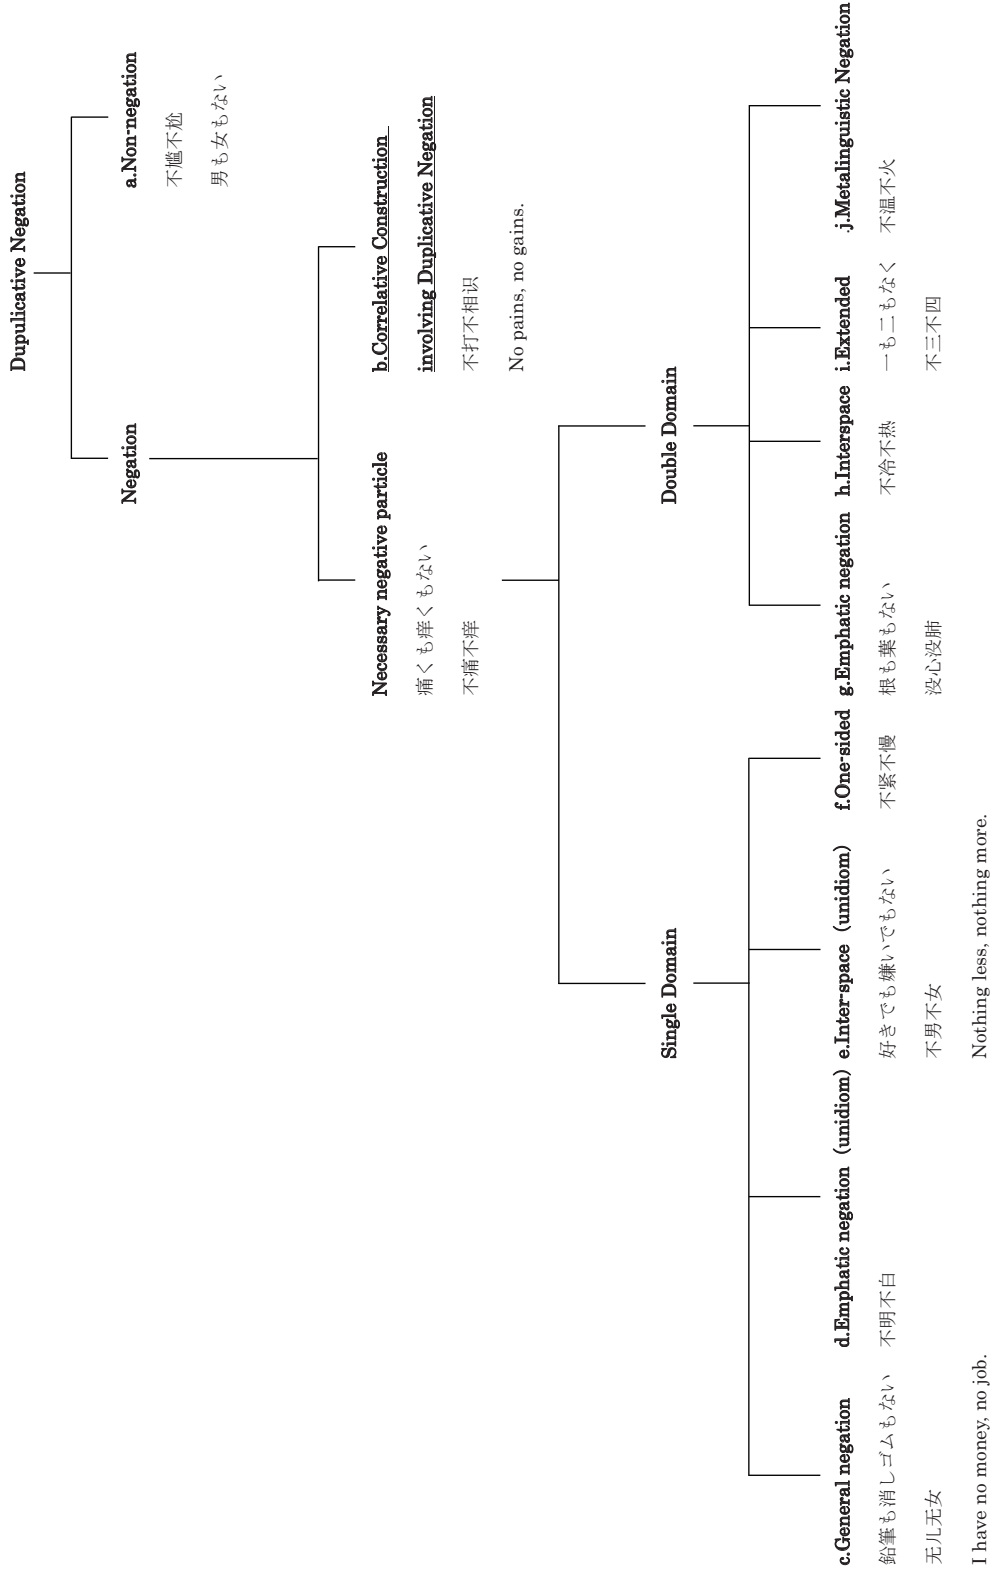 Dupulicative Negation
Negation
a.Non-negation
不尴不尬
男も女もない
Necessary negative particle
痛くも痒くもない
不痛不痒
b.Correlative Construction
involving Duplicative Negation
不打不相识
No pains, no gains.
Single Domain
Double Domain
c.General negation
鉛筆も消しゴムもない
无儿无女
I have no money, no job.
d.Emphatic negation (unidiom)
不明不白
e.Inter-space (unidiom)
好きでも嫌いでもない
不男不女
Nothing less, nothing more.
f.One-sided
不紧不慢
g.Emphatic negation
根も葉もない
没心没肺
h.Interspace
不冷不热
i.Extended
一も二もなく
不三不四
j.Metalinguistic Negation
不温不火